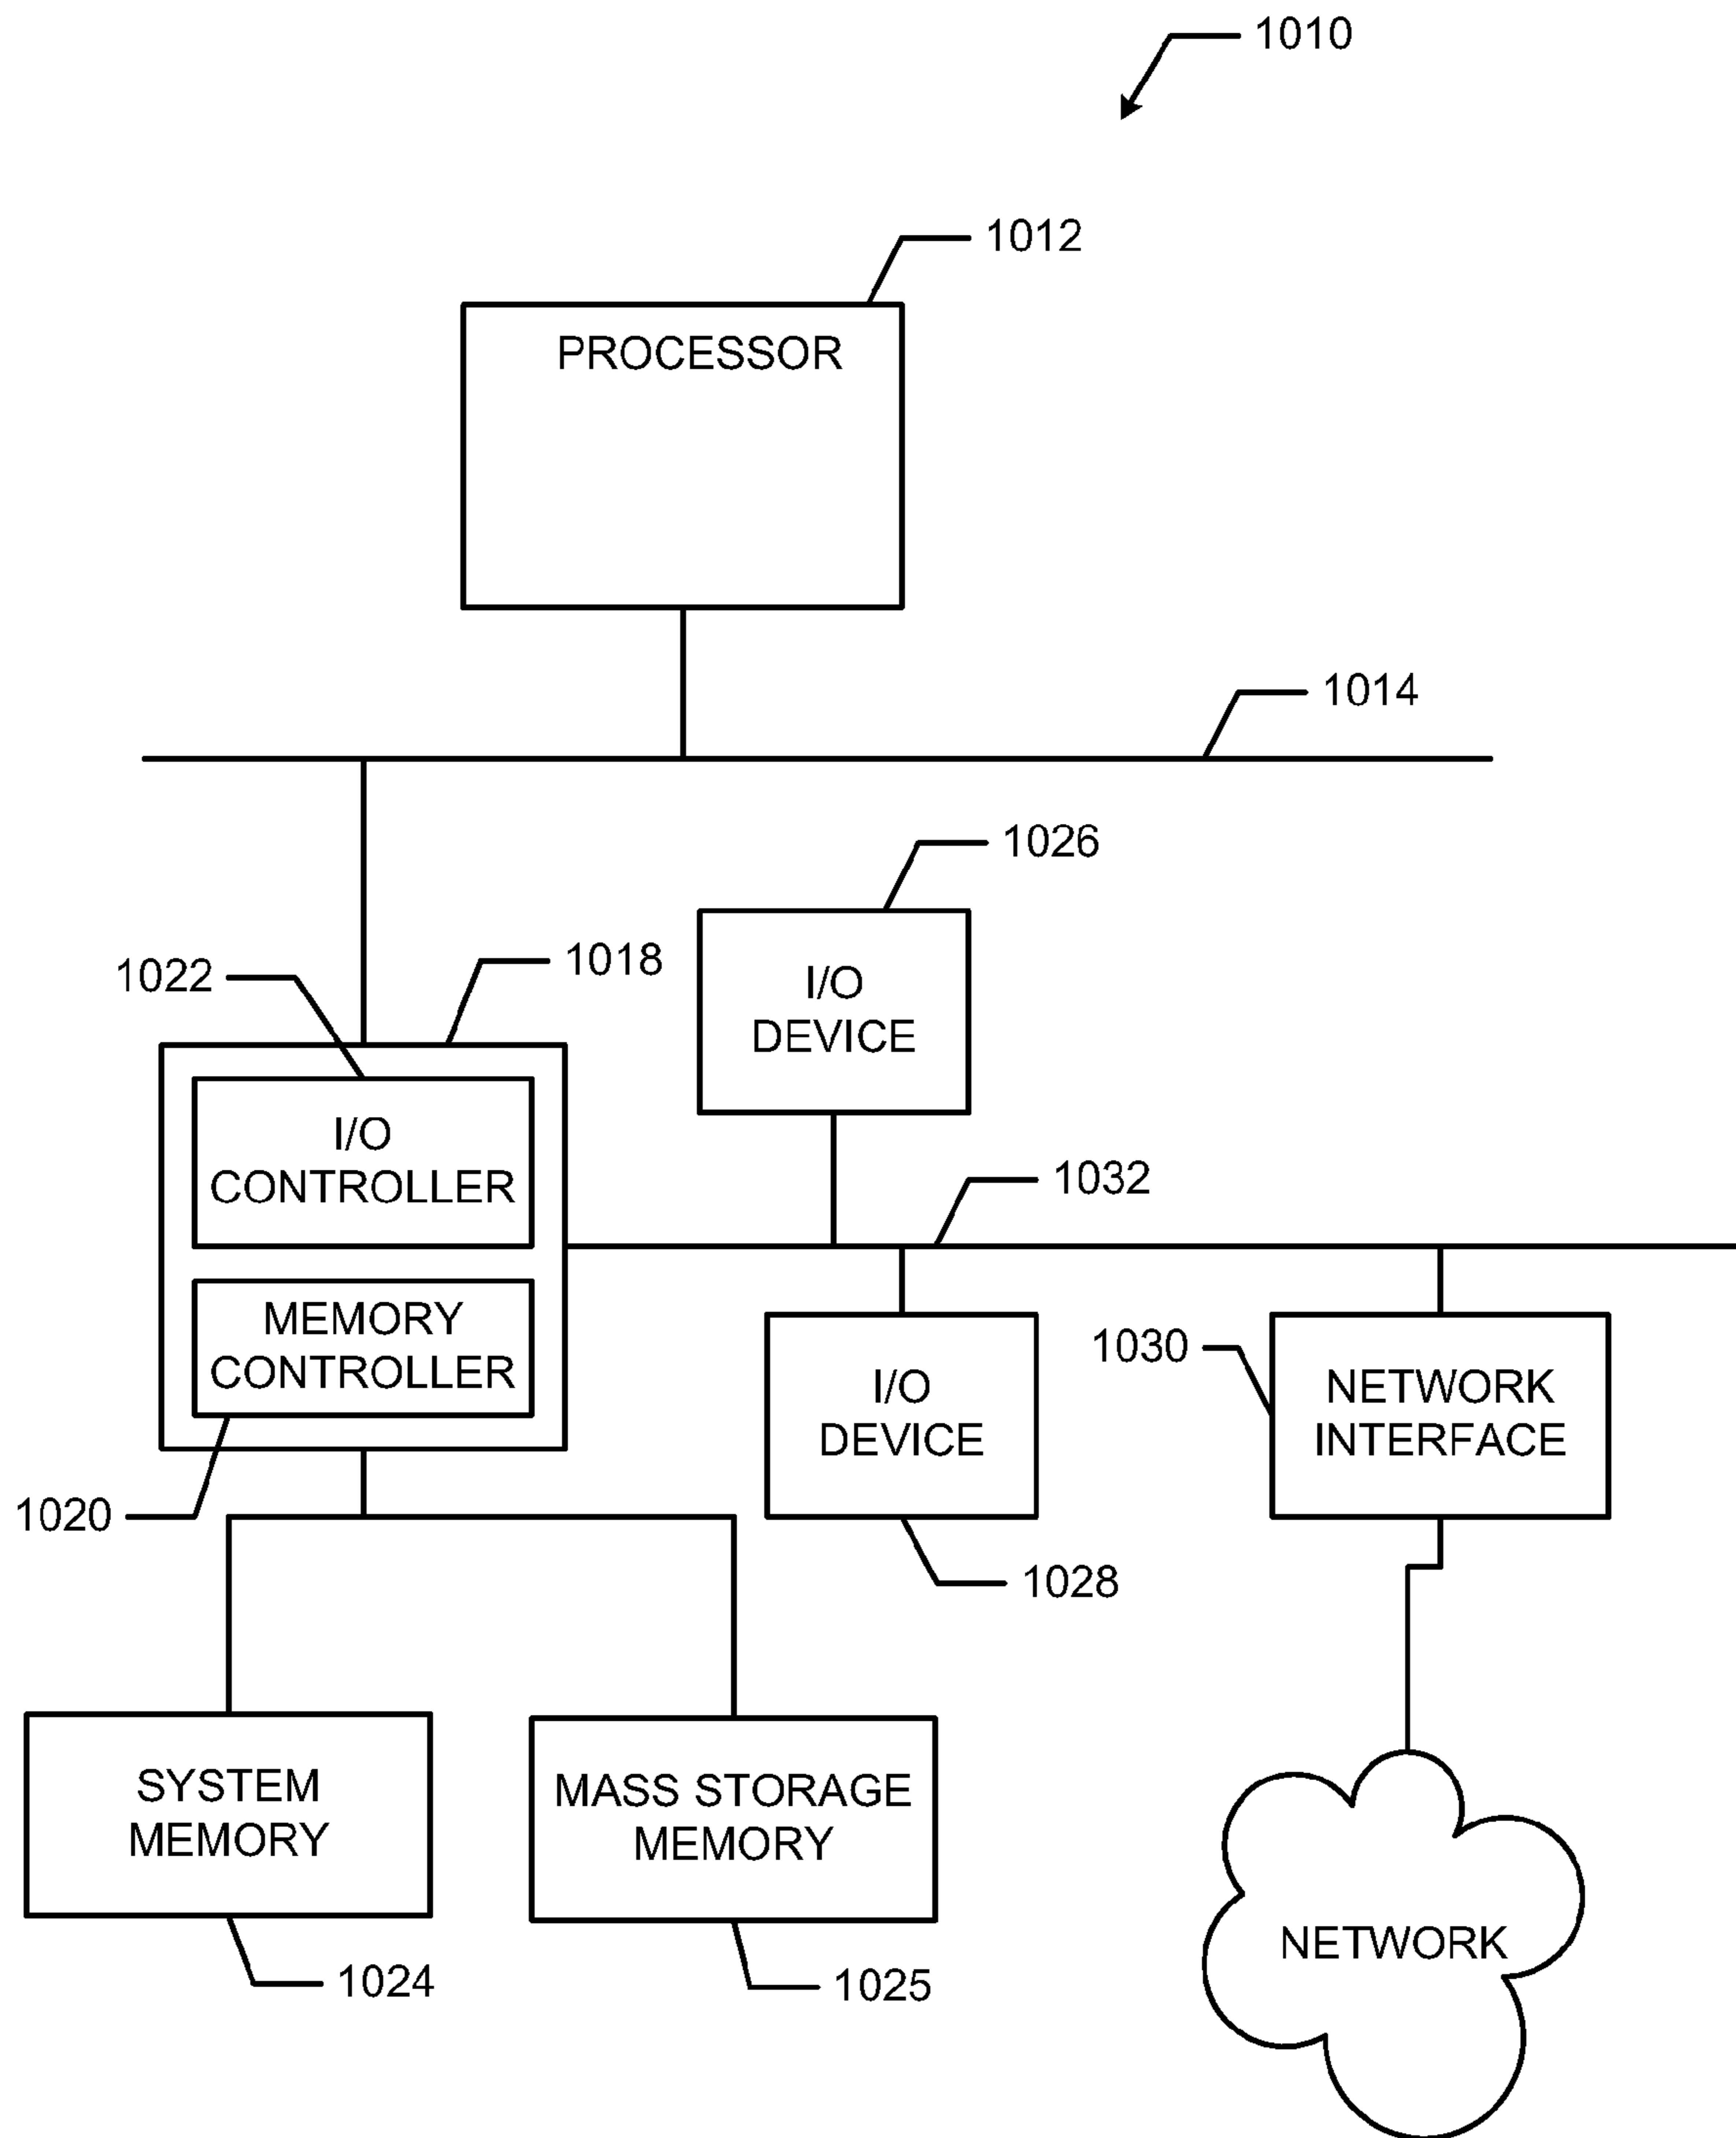 1010
1012
PROCESSOR
1014
1026
1022
1018
I/O
DEVICE
I/O
CONTROLLER
1032
MEMORY
CONTROLLER
1030
I/O
DEVICE
NETWORK
INTERFACE
1020
1028
SYSTEM
MEMORY
MASS STORAGE
MEMORY
NETWORK
1024
1025